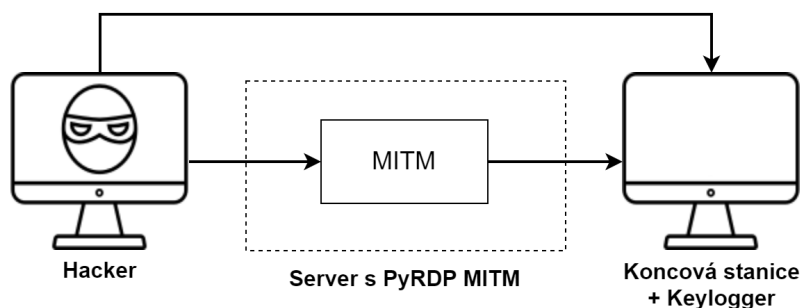 MITM
Hacker
Server s PyRDP MITM
Koncová stanice
+ Keylogger